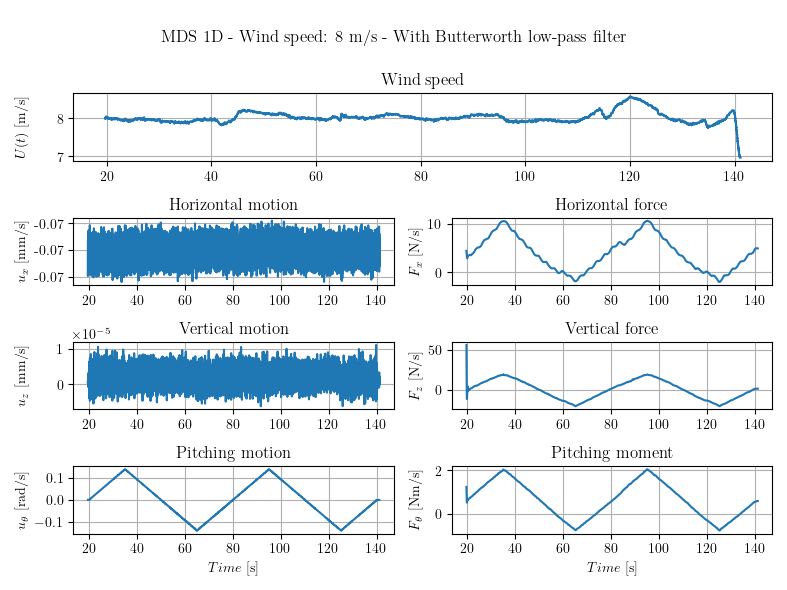 MDS 1D - Wind speed: 8 m/s - With Butterworth low-pass filter
Wind speed
U(t) [m/s]
8
7
20 40 60 80 100 120 140
Horizontal motion
u_x [mm/s]
-0.07
-0.07
-0.07
20 40 60 80 100 120 140
Horizontal force
F_x [N/s]
10
0
20 40 60 80 100 120 140
Vertical motion
×10⁻⁵
u_z [mm/s]
1
0
20 40 60 80 100 120 140
Vertical force
F_z [N/s]
50
0
20 40 60 80 100 120 140
Pitching motion
u_θ [rad/s]
0.1
0.0
−0.1
20 40 60 80 100 120 140
Time [s]
Pitching moment
F_θ [Nm/s]
2
0
20 40 60 80 100 120 140
Time [s]